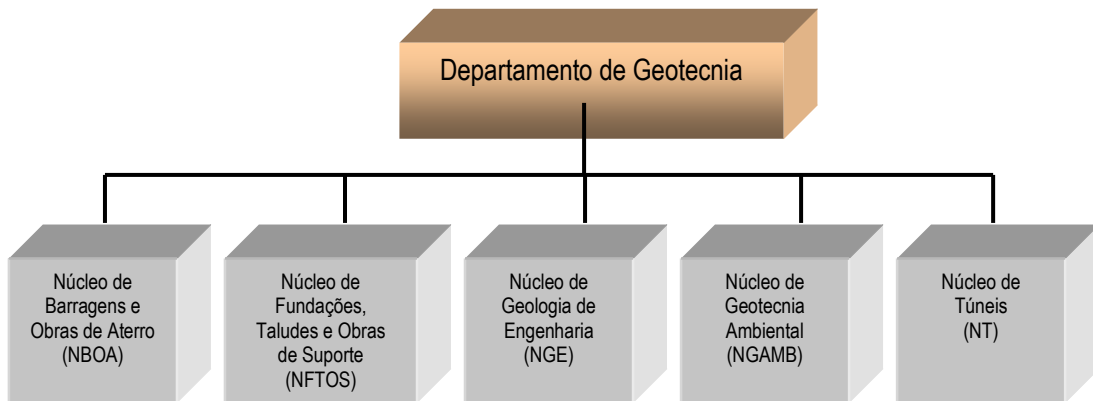 Departamento de Geotecnia
Núcleo de
Barragens e
Obras de Aterro
(NBOA)
Núcleo de
Fundações,
Taludes e Obras
de Suporte
(NFTOS)
Núcleo de
Geologia de
Engenharia
(NGE)
Núcleo de
Geotecnia
Ambiental
(NGAMB)
Núcleo de
Túneis
(NT)